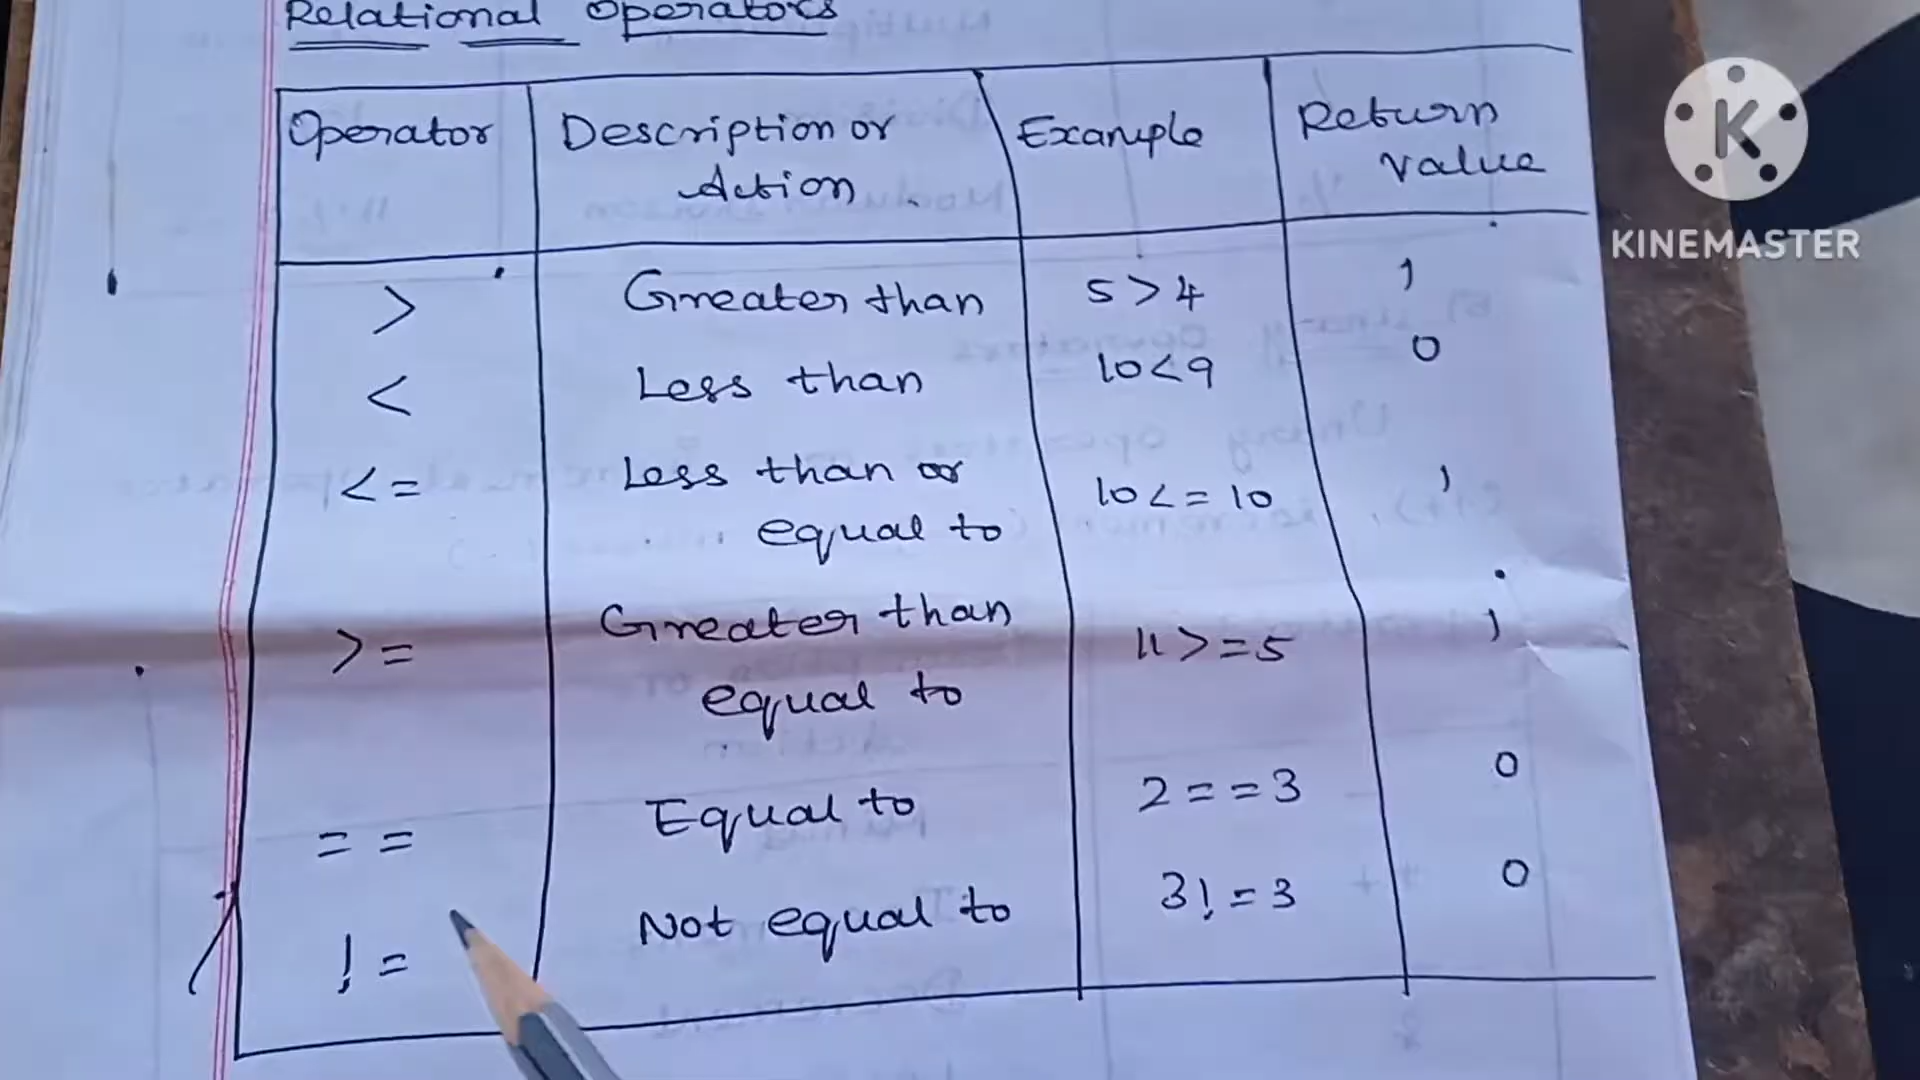 Relational Operators
Operator Description or Action Example Return value
> Greater than 5 > 4 1
< Less than 10 < 9 0
<= Less than or equal to 10 <= 10 1
>= Greater than equal to 11 >= 5 1
= = Equal to 2 = = 3 0
! = Not equal to 3! = 3 0
K
KINEMASTER